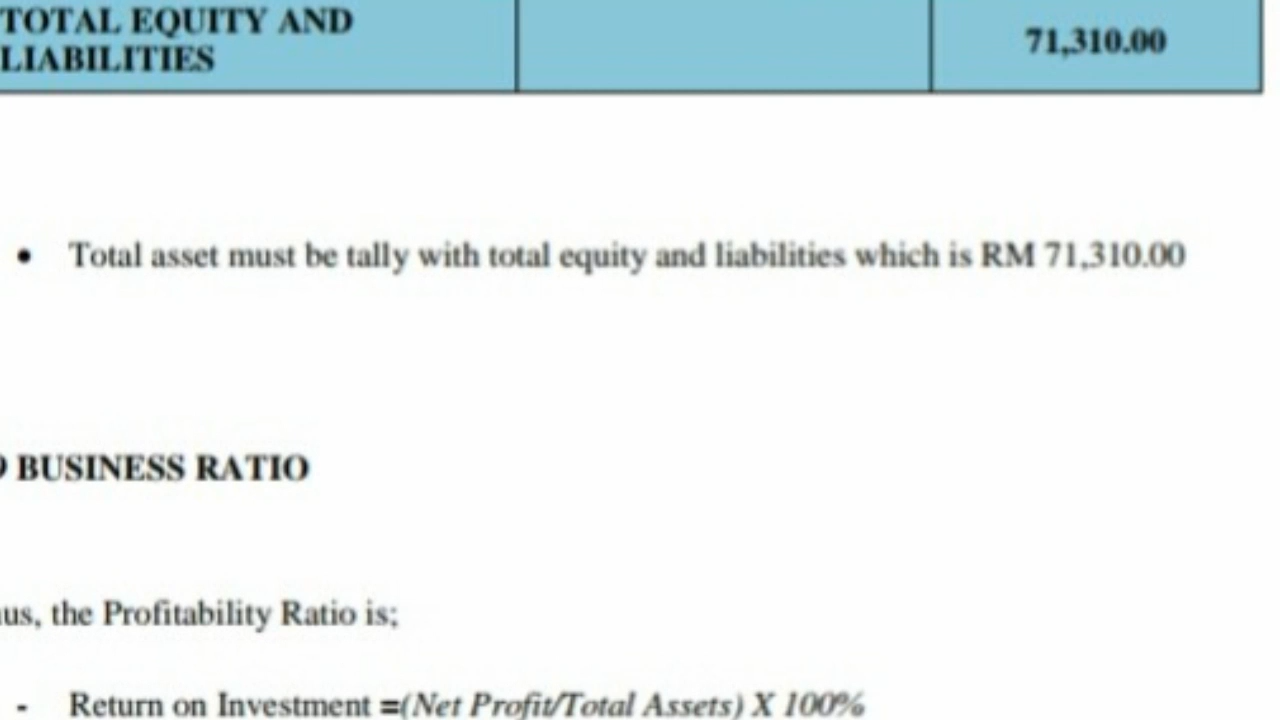 TOTAL EQUITY AND
LIABILITIES
71,310.00
• Total asset must be tally with total equity and liabilities which is RM 71,310.00
BUSINESS RATIO
the Profitability Ratio is;
- Return on Investment =(Net Profit/Total Assets) X 100%